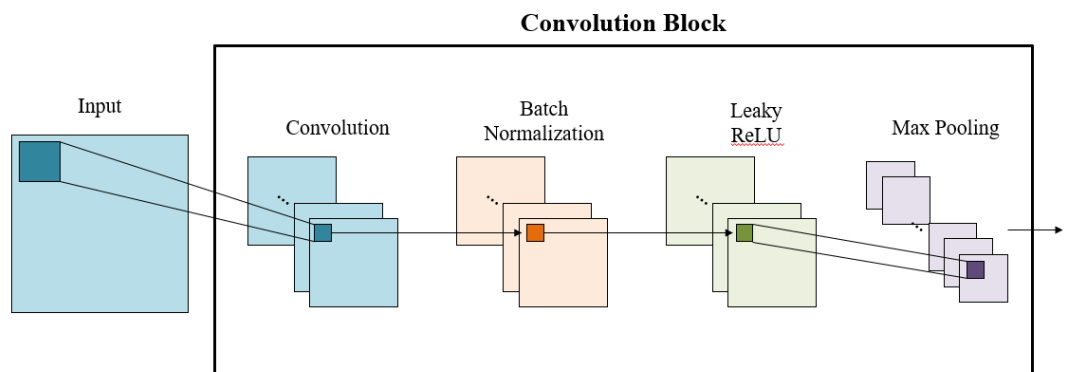 Convolution Block
Input
Convolution
Batch
Normalization
Leaky
ReLU
Max Pooling